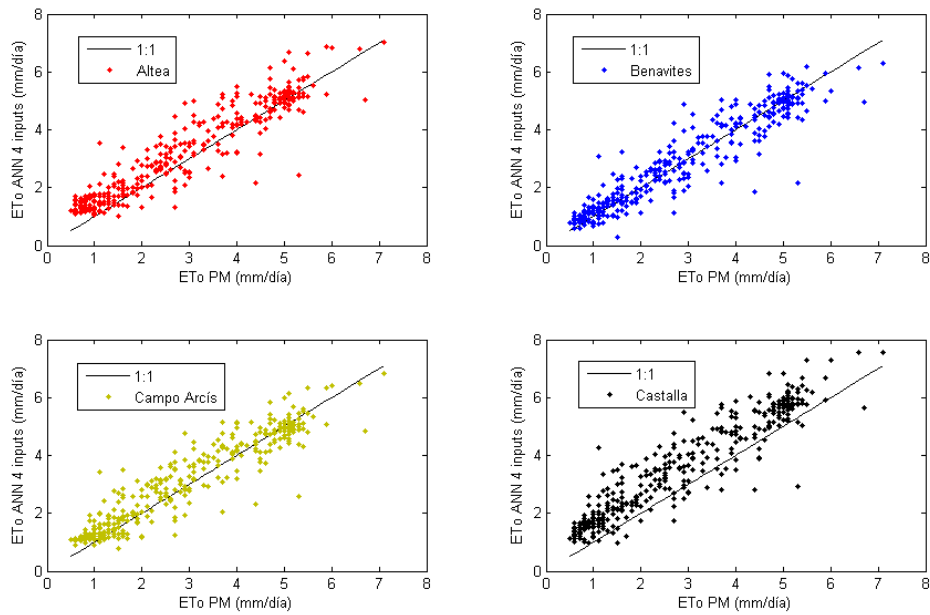 8
6
4
2
0
ETo ANN 4 inputs (mm/día)
1:1
Altea
0 1 2 3 4 5 6 7 8
ETo PM (mm/día)
8
6
4
2
0
ETo ANN 4 inputs (mm/día)
1:1
Benavites
0 1 2 3 4 5 6 7 8
ETo PM (mm/día)
8
6
4
2
0
ETo ANN 4 inputs (mm/día)
1:1
Campo Arcís
0 1 2 3 4 5 6 7 8
ETo PM (mm/día)
8
6
4
2
0
ETo ANN 4 inputs (mm/día)
1:1
Castalla
0 1 2 3 4 5 6 7 8
ETo PM (mm/día)